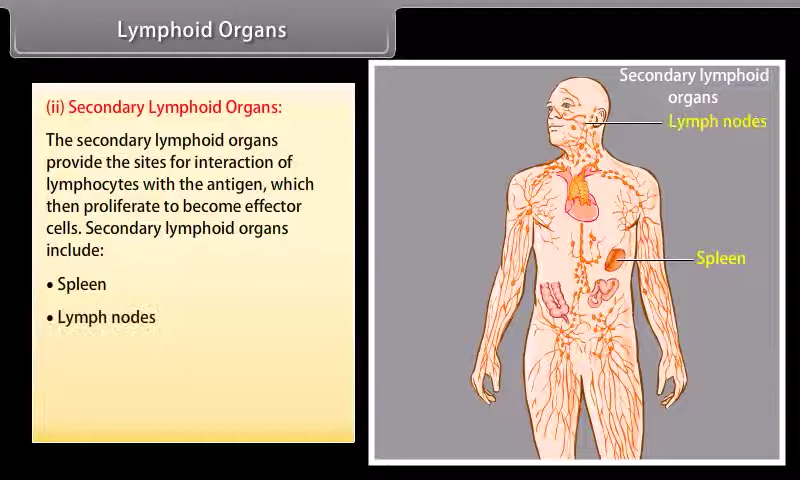 Lymphoid Organs
(ii) Secondary Lymphoid Organs:
The secondary lymphoid organs
provide the sites for interaction of
lymphocytes with the antigen, which
then proliferate to become effector
cells. Secondary lymphoid organs
include:
• Spleen
• Lymph nodes
Secondary lymphoid
organs
Lymph nodes
Spleen